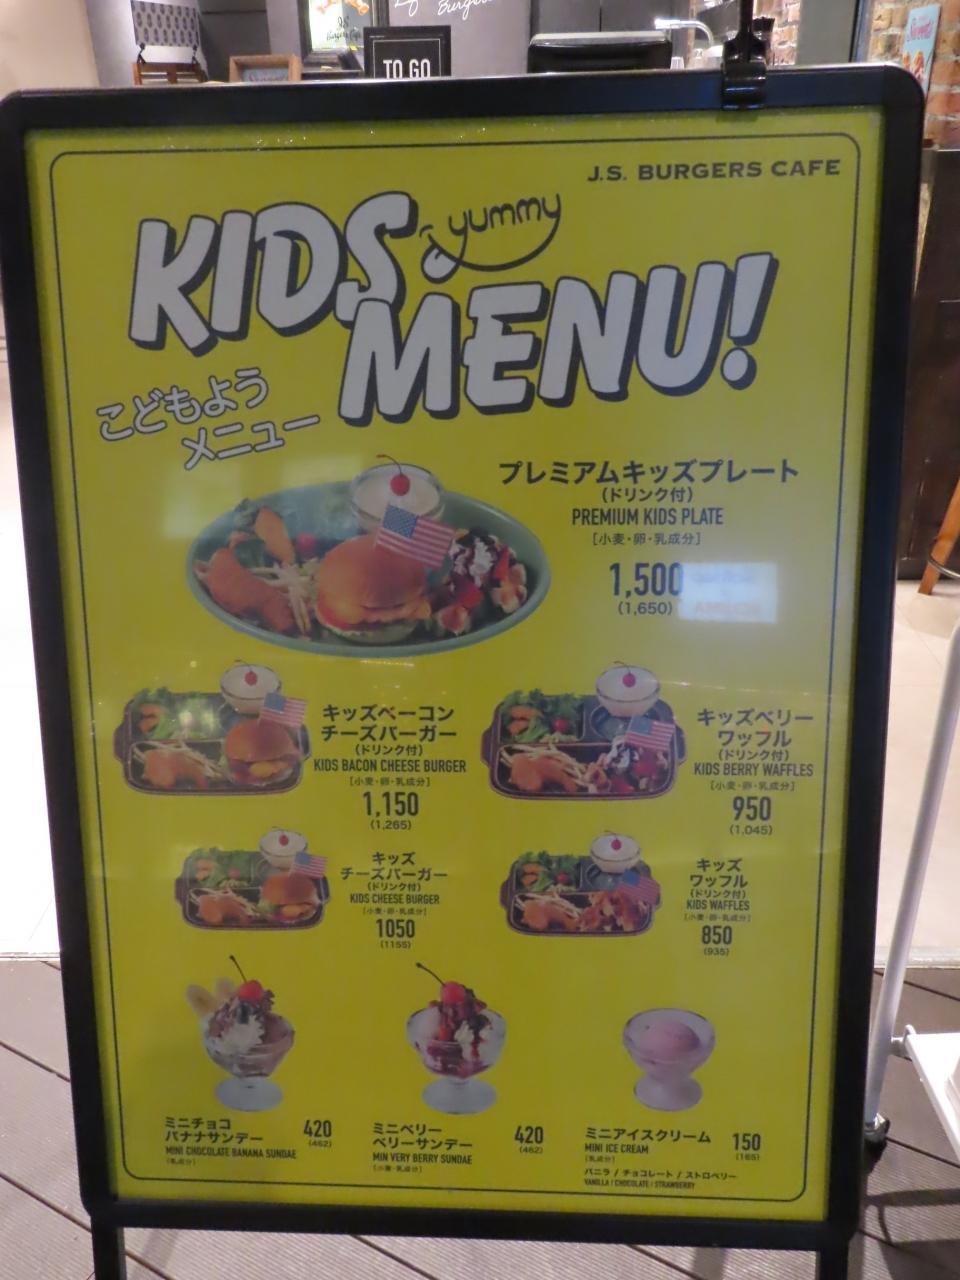 TO GO
J.S. BURGERS CAFE
KIDS
yummy
MENU!
こどもよう
メニュー
プレミアムキッズプレート
(ドリンク付)
PREMIUM KIDS PLATE
[小麦・卵・乳成分]
1,500
(1,650)
キッズベーコン
チーズバーガー
(ドリンク付)
KIDS BACON CHEESE BURGER
[小麦・卵・乳成分]
1,150
(1,265)
キッズベリー
ワッフル
(ドリンク付)
KIDS BERRY WAFFLES
[小麦・卵・乳成分]
950
(1,045)
キッズ
チーズバーガー
(ドリンク付)
KIDS CHEESE BURGER
[小麦・卵・乳成分]
1050
(1155)
キッズ
ワッフル
(ドリンク付)
KIDS WAFFLES
[小麦・卵・乳成分]
850
(935)
ミニチョコ
バナナサンデー
MINI CHOCOLATE BANANA SUNDAE
[乳成分]
420
(462)
ミニベリー
ベリーサンデー
MIN VERY BERRY SUNDAE
[小麦・乳成分]
420
(462)
ミニアイスクリーム
MINI ICE CREAM
[乳成分]
150
(165)
バニラ / チョコレート / ストロベリー
VANILLA / CHOCOLATE / STRAWBERRY